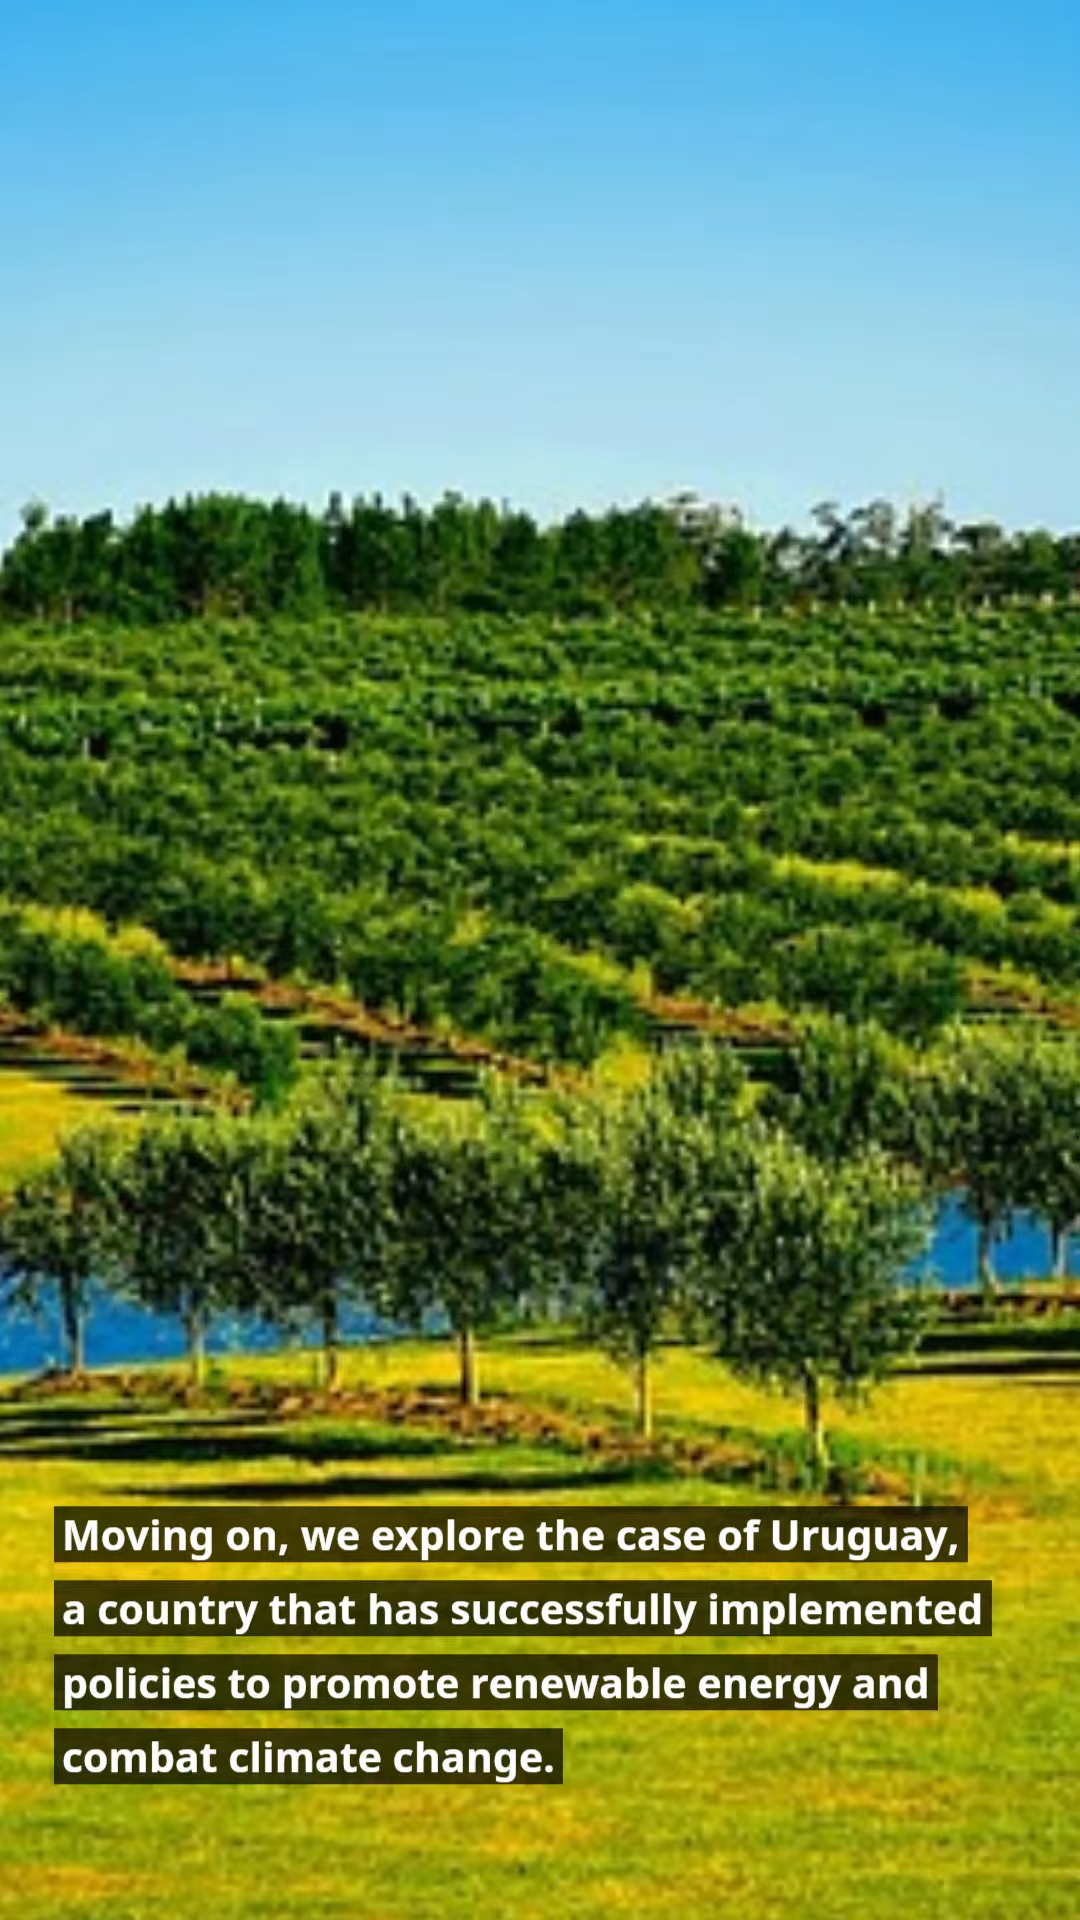 Moving on, we explore the case of Uruguay,
a country that has successfully implemented
policies to promote renewable energy and
combat climate change.